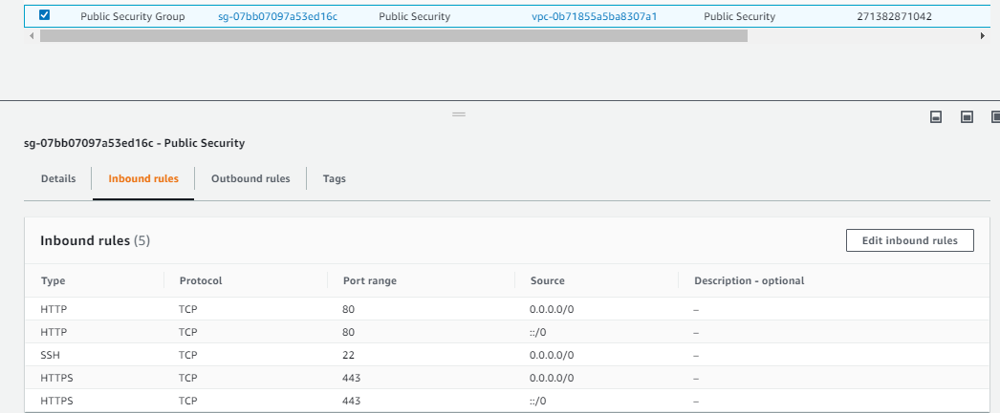 Public Security Group sg-07bb07097a53ed16c Public Security vpc-0b71855a5ba8307a1 Public Security 271382871042
sg-07bb07097a53ed16c - Public Security
Details Inbound rules Outbound rules Tags
Inbound rules (5) Edit inbound rules
Type Protocol Port range Source Description - optional
HTTP TCP 80 0.0.0.0/0 –
HTTP TCP 80 ::/0 –
SSH TCP 22 0.0.0.0/0 –
HTTPS TCP 443 0.0.0.0/0 –
HTTPS TCP 443 ::/0 –